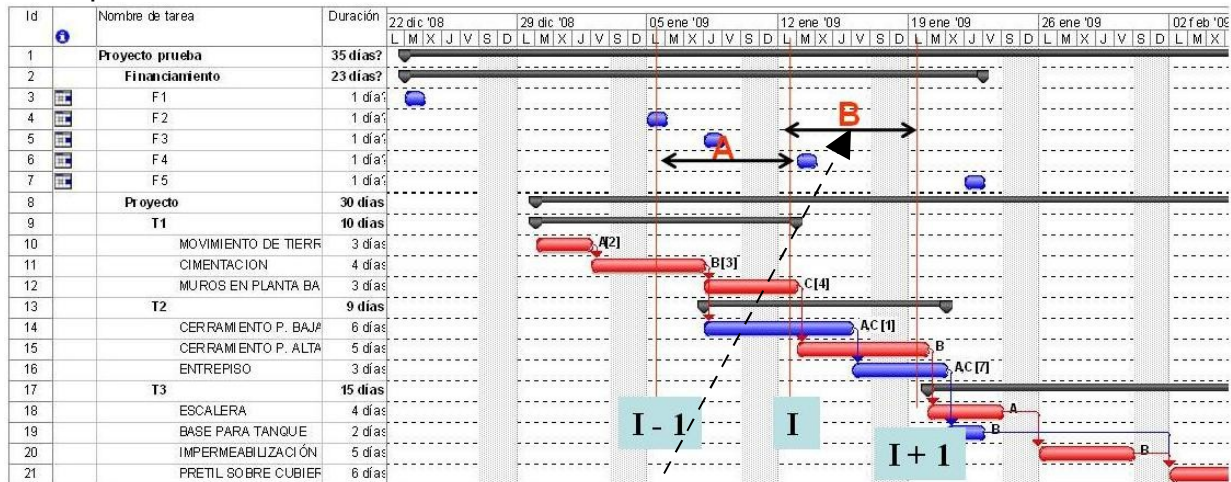 Id Nombre de tarea Duración 22 dic '08 29 dic '08 05 ene '09 12 ene '09 19 ene '09 26 ene '09 02 feb '09
L M X J V S D L M X J V S D L M X J V S D L M X J V S D L M X J V S D L M X J V S D L M X
1 Proyecto prueba 35 días?
2 Financiamiento 23 días?
3 F1 1 día?
4 F2 1 día? B
5 F3 1 día?
6 F4 1 día? A
7 F5 1 día?
8 Proyecto 30 días
9 T1 10 días
10 MOVIMIENTO DE TIERR 3 días A[2]
11 CIMENTACION 4 días B[3]
12 MUROS EN PLANTA BA 3 días C[4]
13 T2 9 días
14 CERRAMIENTO P. BAJA 6 días A,C [1]
15 CERRAMIENTO P. ALTA 5 días B
16 ENTREPISO 3 días A,C [7]
17 T3 15 días
18 ESCALERA 4 días A
19 BASE PARA TANQUE 2 días B
20 IMPERMEABILIZACIÓN 5 días B
21 PRETIL SOBRE CUBIER 6 días
I - 1 I I + 1